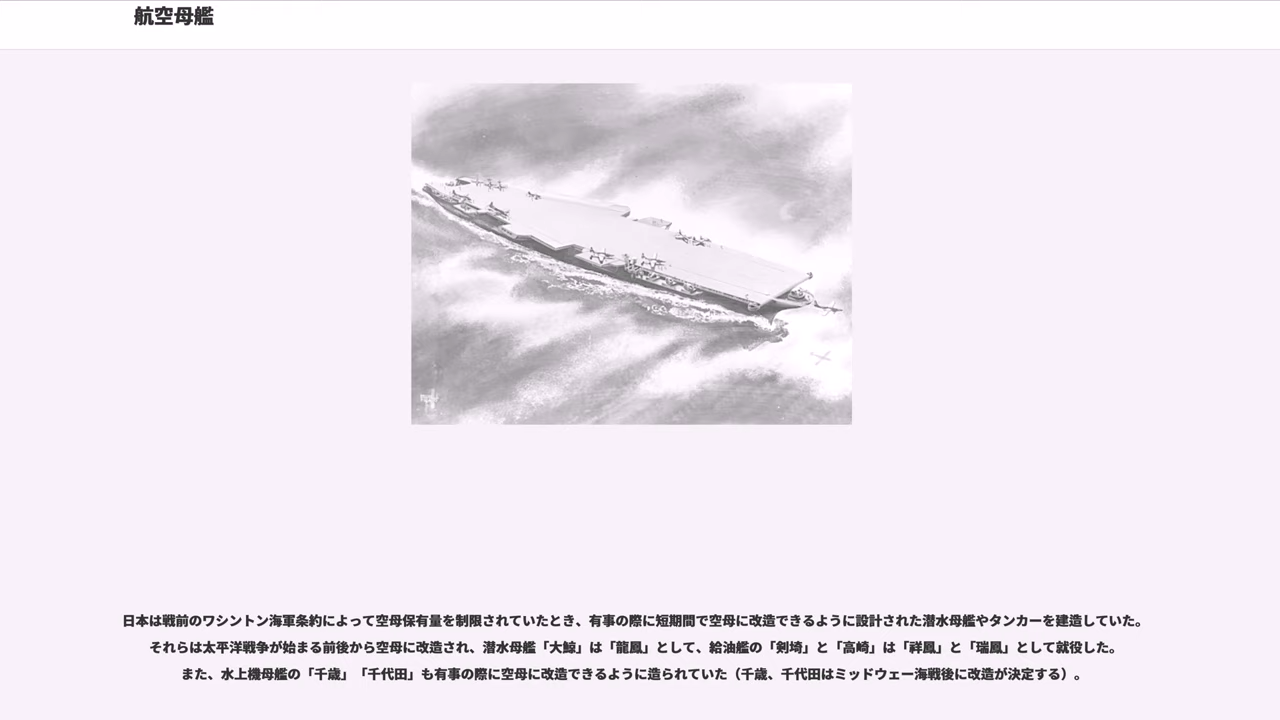 航空母艦
日本は戦前のワシントン海軍条約によって空母保有量を制限されていたとき、有事の際に短期間で空母に改造できるように設計された潜水母艦やタンカーを建造していた。
それらは太平洋戦争が始まる前後から空母に改造され、潜水母艦「大鯨」は「龍鳳」として、給油艦の「剣埼」と「高崎」は「祥鳳」と「瑞鳳」として就役した。
また、水上機母艦の「千歳」「千代田」も有事の際に空母に改造できるように造られていた（千歳、千代田はミッドウェー海戦後に改造が決定する）。